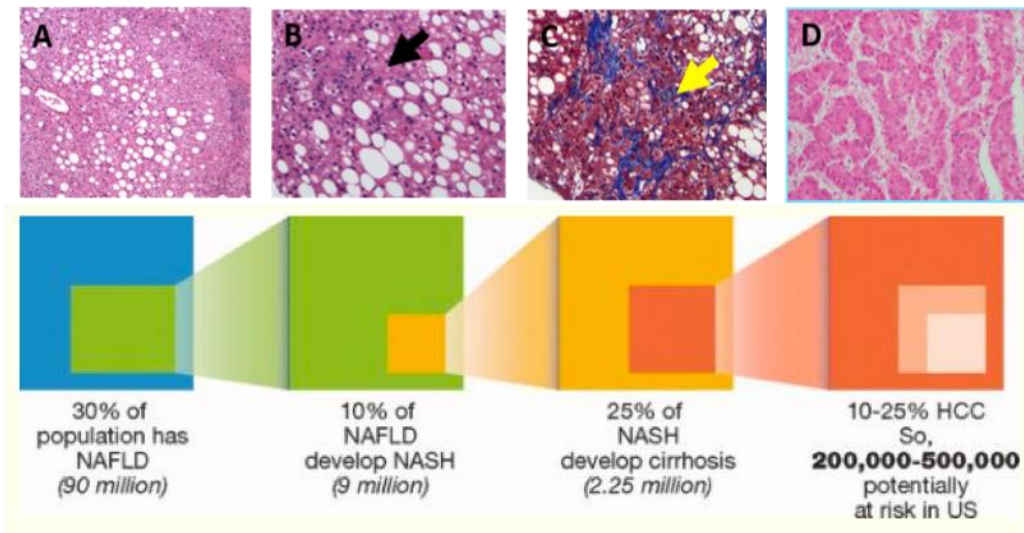 A
B
C
D
30% of
population has
NAFLD
(90 million)
10% of
NAFLD
develop NASH
(9 million)
25% of
NASH
develop cirrhosis
(2.25 million)
10-25% HCC
So,
200,000-500,000
potentially
at risk in US